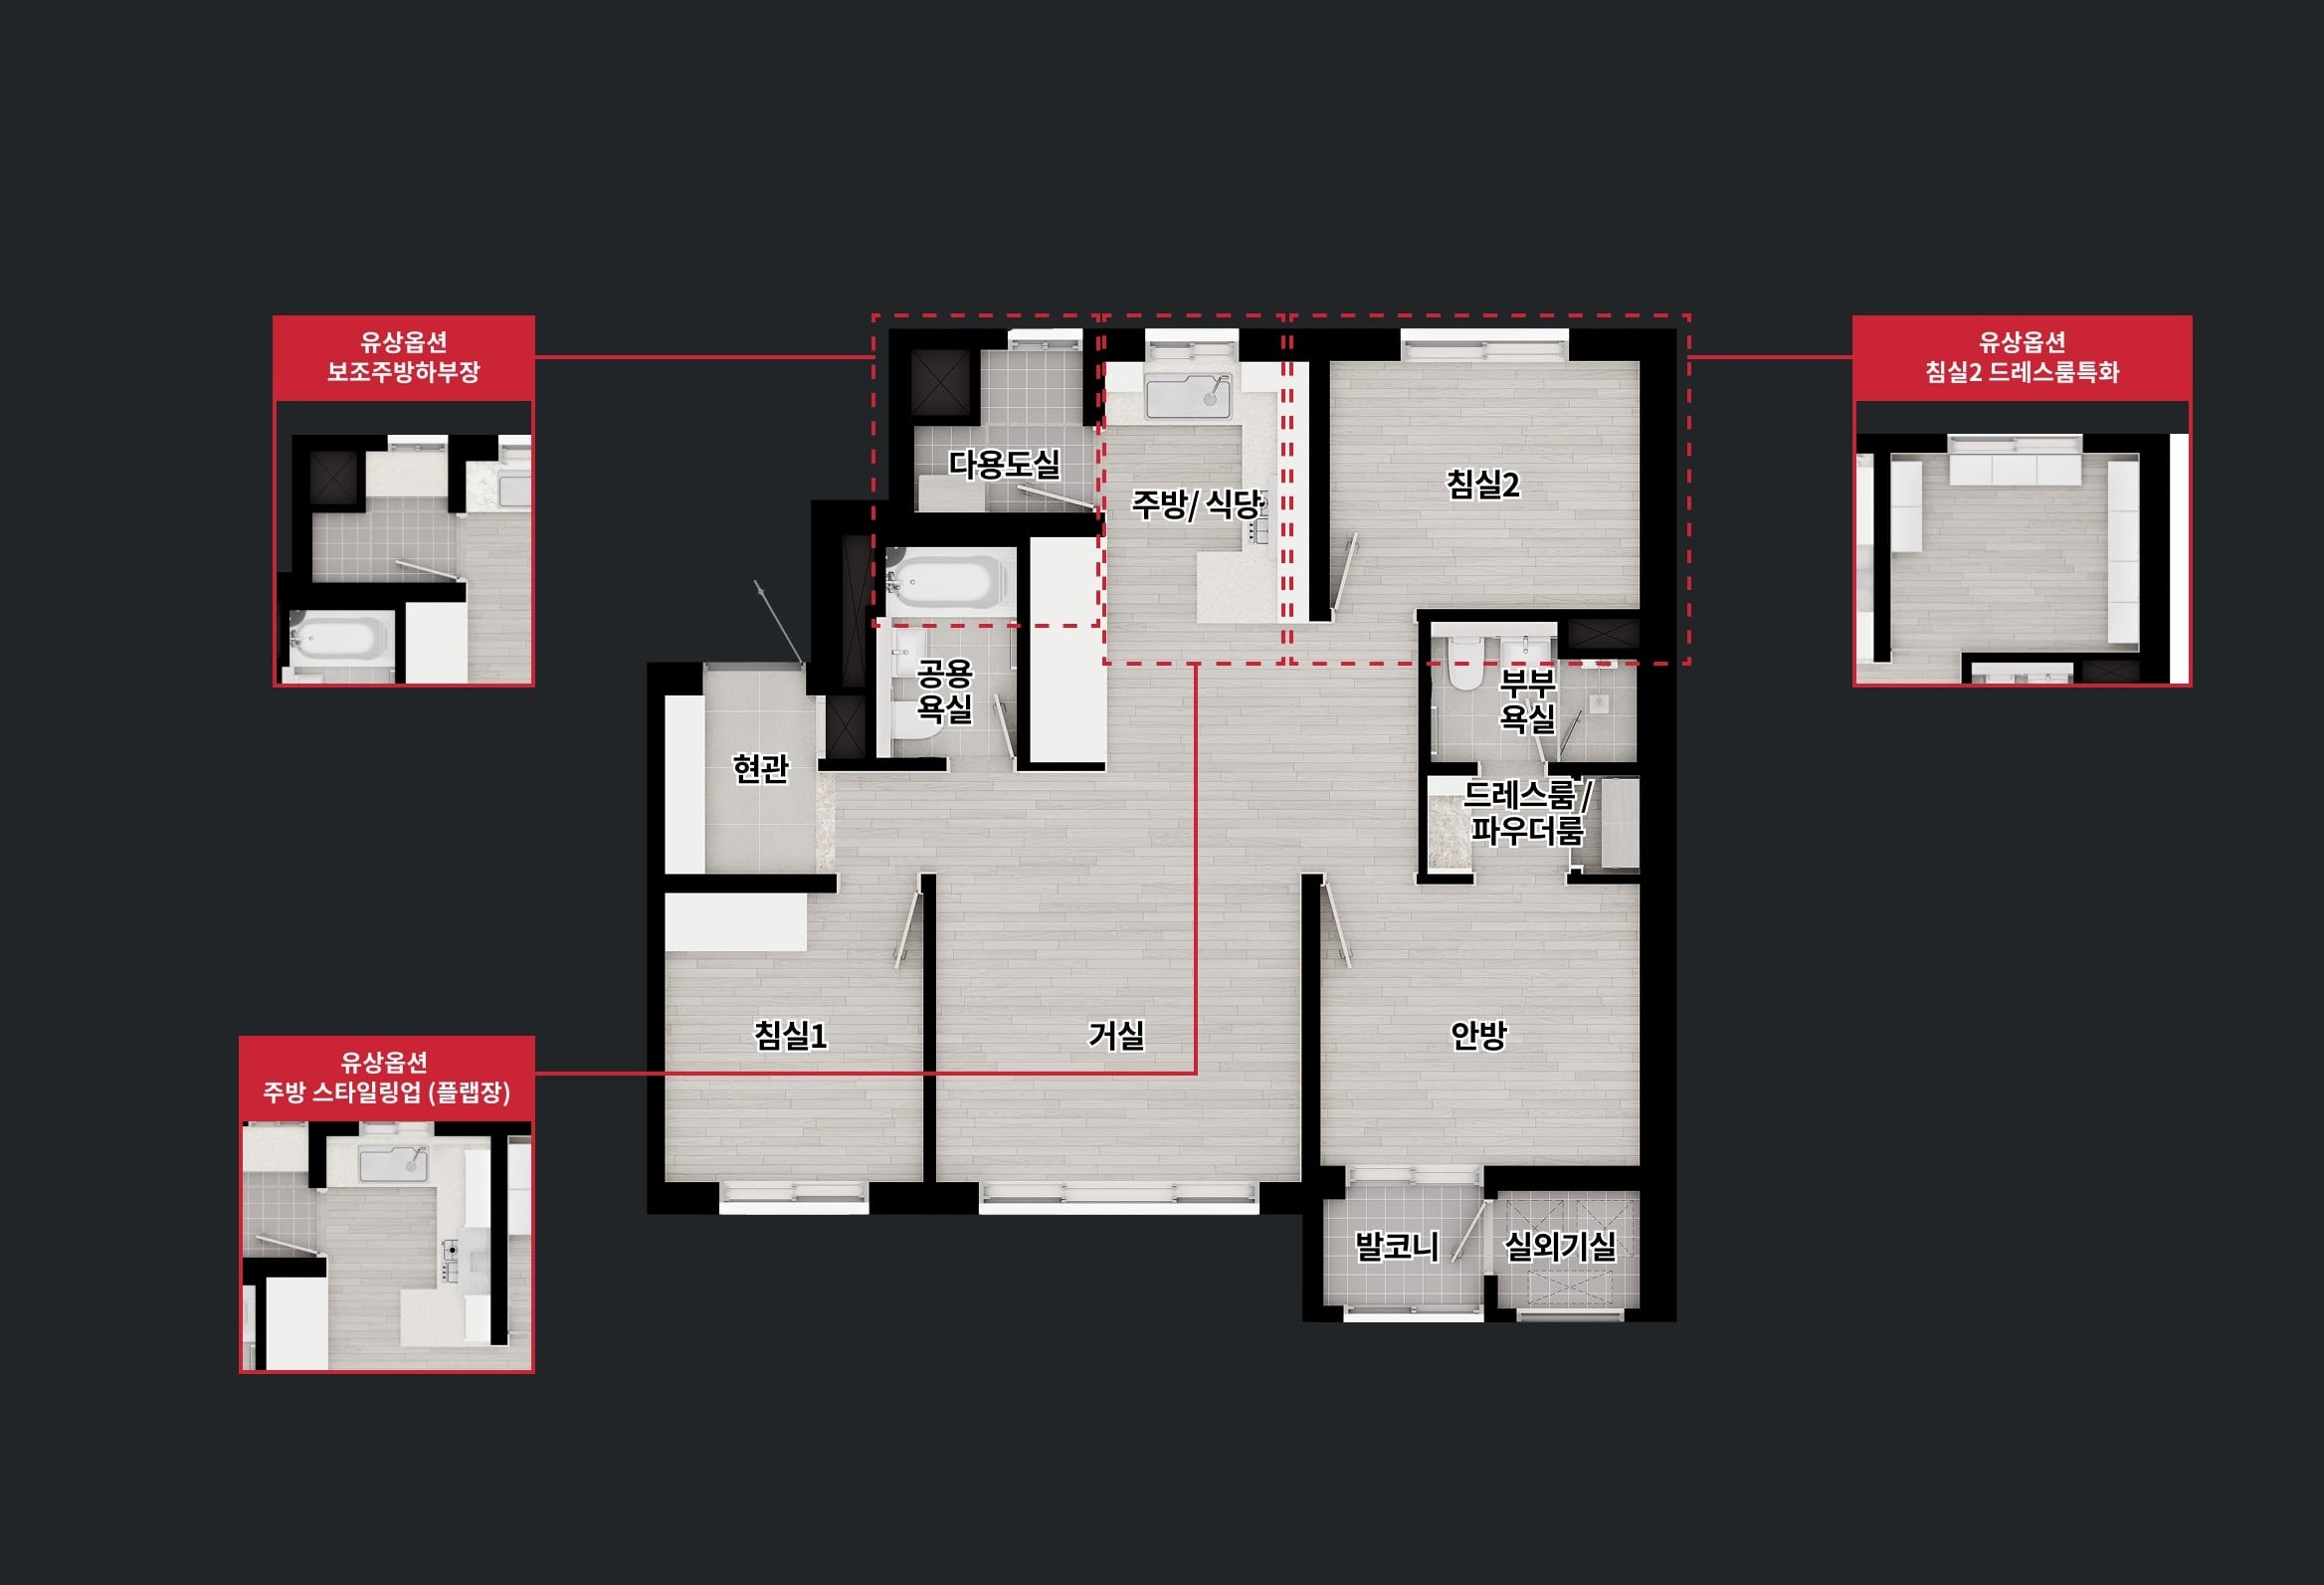 유상옵션
보조주방하부장
유상옵션
침실2 드레스룸특화
다용도실
주방/ 식당
침실2
공용
욕실
부부
욕실
현관
드레스룸 /
파우더룸
침실1
거실
안방
유상옵션
주방 스타일링업 (플랩장)
발코니
실외기실